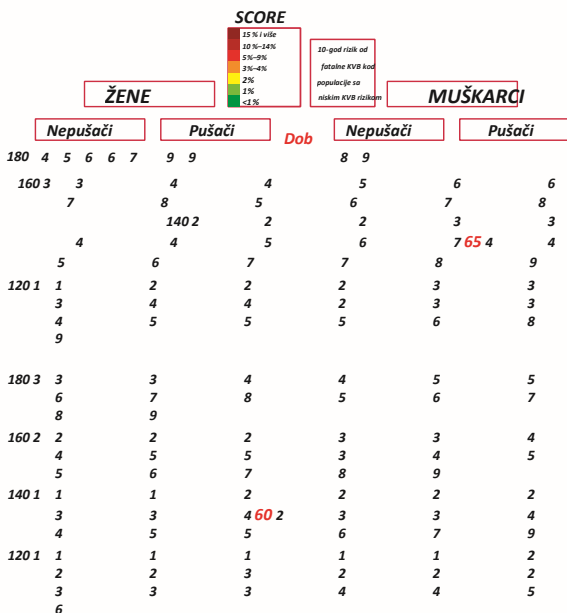 SCORE
15 % i više
10 %–14%
5%–9%
3%–4%
2%
1%
<1%
10-god rizik od
fatalne KVB kod
populacije sa
niskim KVB rizikom
ŽENE
MUŠKARCI
Nepušači Pušači Dob Nepušači Pušači
180 4 5 6 6 7 9 9 8 9
160 3 3 4 4 5 6 6
7 8 5 6 7 8
140 2 2 2 3 3
4 4 5 6 7 65 4 4
5 6 7 7 8 9
120 1 1 2 2 2 3 3
3 4 4 2 3 3
4 5 5 5 6 8
9
180 3 3 3 4 4 5 5
6 7 8 5 6 7
8 9
160 2 2 2 2 3 3 4
4 5 5 3 4 5
5 6 7 8 9
140 1 1 1 2 2 2 2
3 3 4 60 2 3 3 4
4 5 5 6 7 9
120 1 1 1 1 1 1 2
2 2 3 2 2 2
3 3 3 4 4 5
6